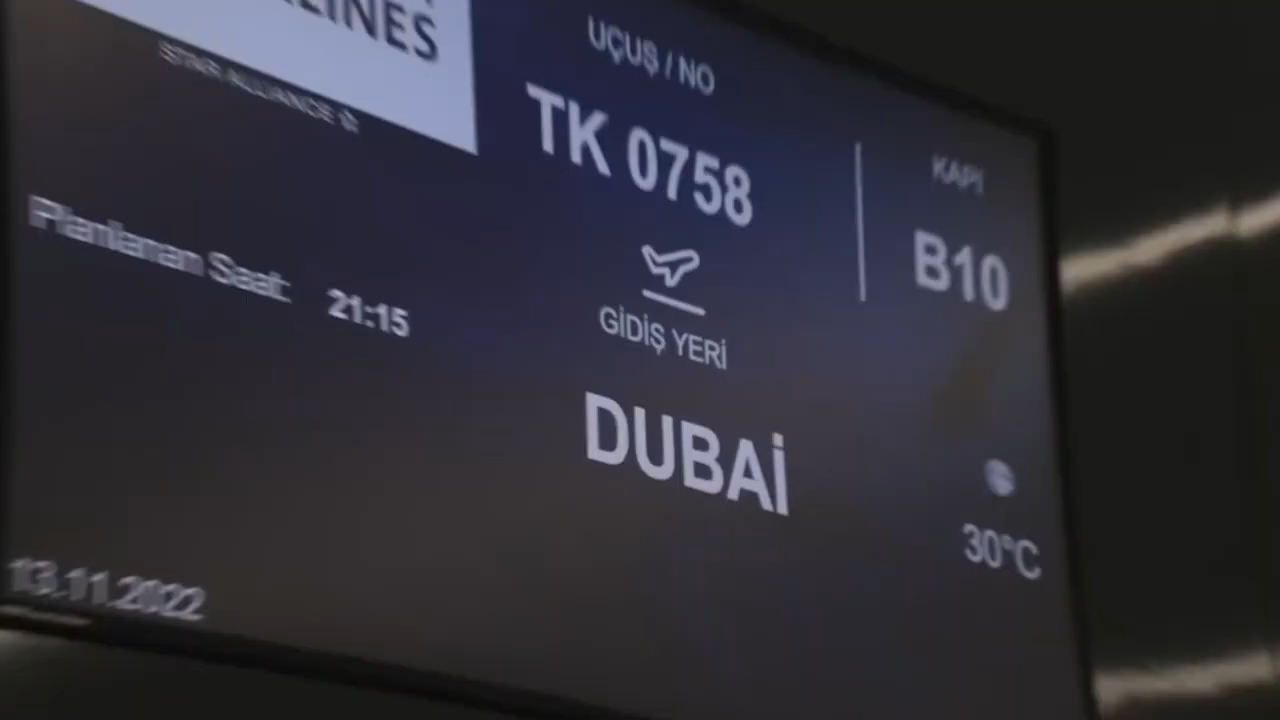 LINES
STAR ALLIANCE
UÇUŞ / NO
TK 0758
KAPI
B10
Planlanan Saat: 21:15
GİDİŞ YERİ
DUBAİ
30°C
13.11.2022